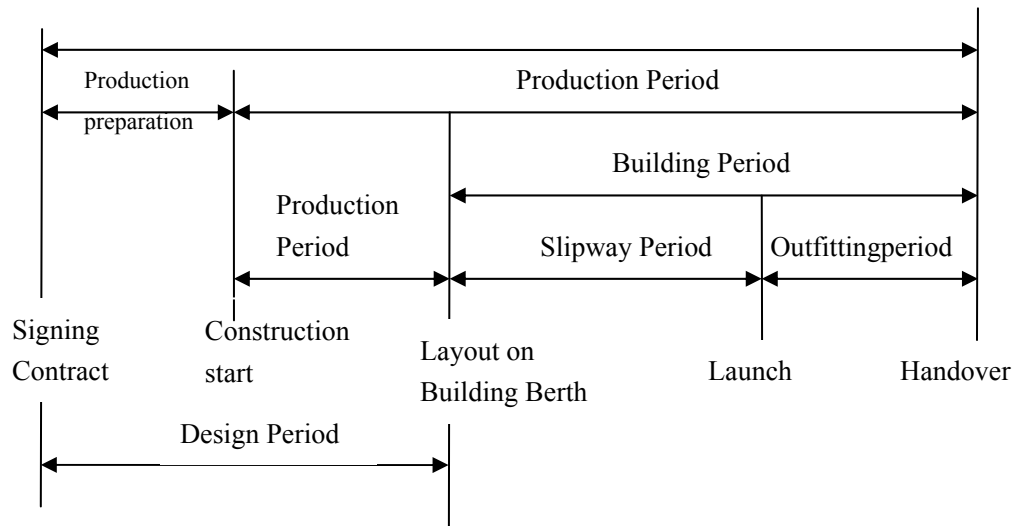 Production
preparation
Production Period
Building Period
Production
Period
Slipway Period
Outfittingperiod
Signing
Contract
Construction
start
Layout on
Building Berth
Launch
Handover
Design Period